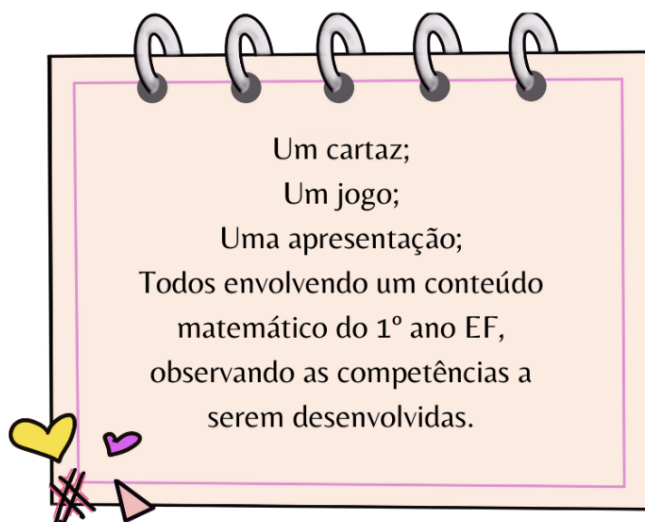 Um cartaz;
Um jogo;
Uma apresentação;
Todos envolvendo um conteúdo
matemático do 1º ano EF,
observando as competências a
serem desenvolvidas.